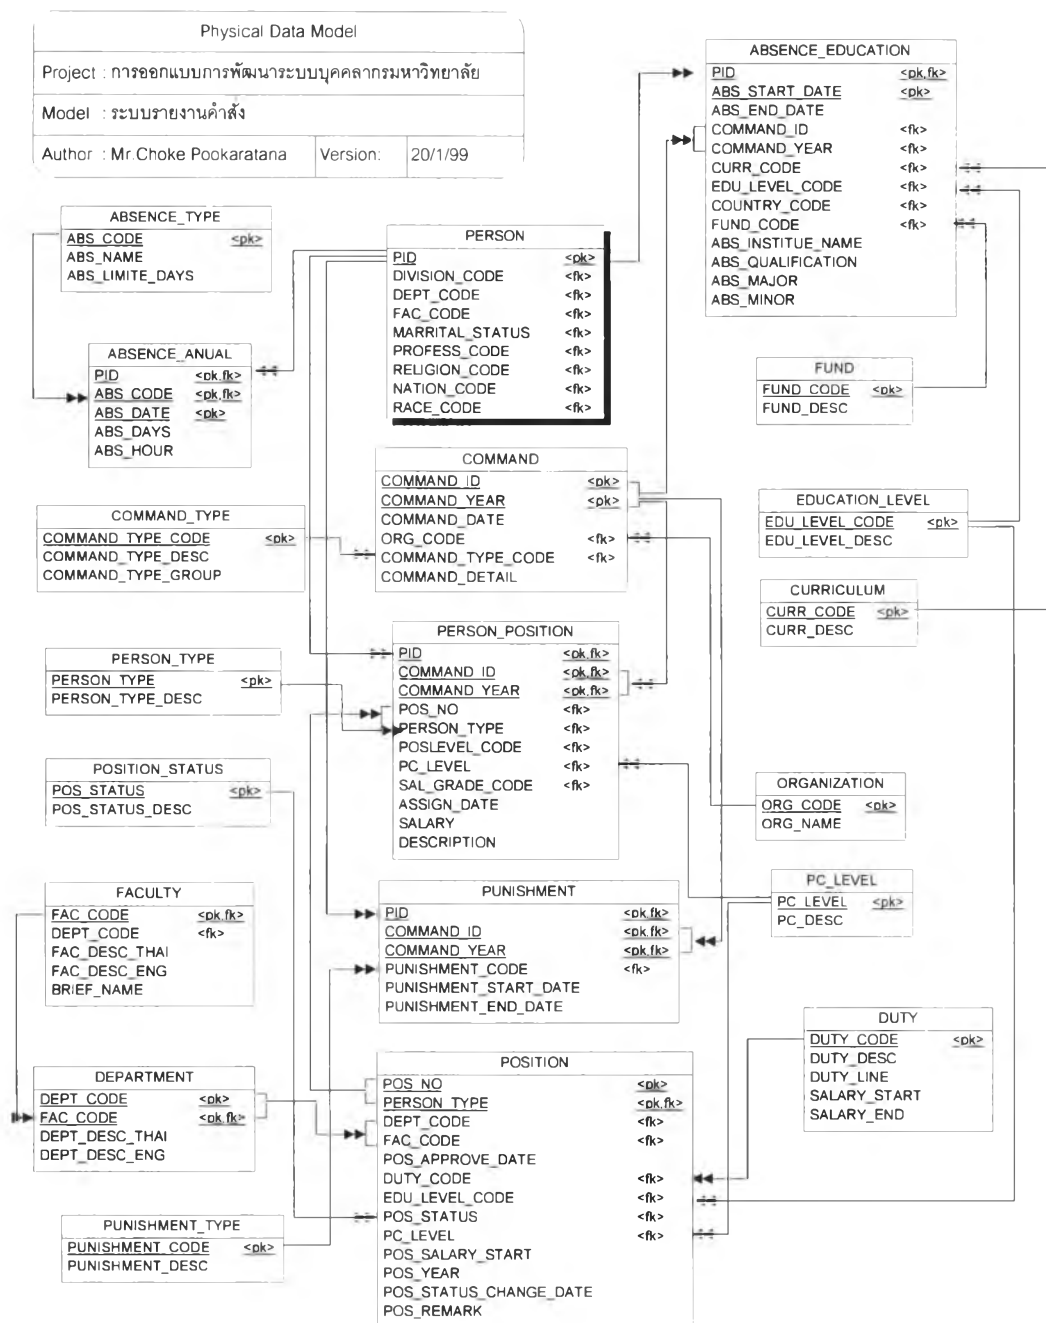 Physical Data Model
Project : การออกแบบการพัฒนาระบบบุคคลากรมหาวิทยาลัย
Model : ระบบรายงานคำสั่ง
Author : Mr.Choke Pookaratana Version: 20/1/99
ABSENCE_EDUCATION
PID <pk,fk>
ABS_START_DATE <pk>
ABS_END_DATE
COMMAND_ID <fk>
COMMAND_YEAR <fk>
CURR_CODE <fk>
EDU_LEVEL_CODE <fk>
COUNTRY_CODE <fk>
FUND_CODE <fk>
ABS_INSTITUE_NAME
ABS_QUALIFICATION
ABS_MAJOR
ABS_MINOR
ABSENCE_TYPE
ABS_CODE <pk>
ABS_NAME
ABS_LIMITE_DAYS
PERSON
PID <pk>
DIVISION_CODE <fk>
DEPT_CODE <fk>
FAC_CODE <fk>
MARRITAL_STATUS <fk>
PROFESS_CODE <fk>
RELIGION_CODE <fk>
NATION_CODE <fk>
RACE_CODE <fk>
ABSENCE_ANUAL
PID <pk,fk>
ABS_CODE <pk,fk>
ABS_DATE <pk>
ABS_DAYS
ABS_HOUR
FUND
FUND_CODE <pk>
FUND_DESC
COMMAND
COMMAND_ID <pk>
COMMAND_YEAR <pk>
COMMAND_DATE
ORG_CODE <fk>
COMMAND_TYPE_CODE <fk>
COMMAND_DETAIL
COMMAND_TYPE
COMMAND_TYPE_CODE <pk>
COMMAND_TYPE_DESC
COMMAND_TYPE_GROUP
EDUCATION_LEVEL
EDU_LEVEL_CODE <pk>
EDU_LEVEL_DESC
CURRICULUM
CURR_CODE <pk>
CURR_DESC
PERSON_POSITION
PID <pk,fk>
COMMAND_ID <pk,fk>
COMMAND_YEAR <pk,fk>
POS_NO <fk>
PERSON_TYPE <fk>
POSLEVEL_CODE <fk>
PC_LEVEL <fk>
SAL_GRADE_CODE <fk>
ASSIGN_DATE
SALARY
DESCRIPTION
PERSON_TYPE
PERSON_TYPE <pk>
PERSON_TYPE_DESC
POSITION_STATUS
POS_STATUS <pk>
POS_STATUS_DESC
ORGANIZATION
ORG_CODE <pk>
ORG_NAME
PC_LEVEL
PC_LEVEL <pk>
PC_DESC
FACULTY
FAC_CODE <pk,fk>
DEPT_CODE <fk>
FAC_DESC_THAI
FAC_DESC_ENG
BRIEF_NAME
PUNISHMENT
PID <pk,fk>
COMMAND_ID <pk,fk>
COMMAND_YEAR <pk,fk>
PUNISHMENT_CODE <fk>
PUNISHMENT_START_DATE
PUNISHMENT_END_DATE
DUTY
DUTY_CODE <pk>
DUTY_DESC
DUTY_LINE
SALARY_START
SALARY_END
DEPARTMENT
DEPT_CODE <pk>
FAC_CODE <pk,fk>
DEPT_DESC_THAI
DEPT_DESC_ENG
POSITION
POS_NO <pk>
PERSON_TYPE <pk,fk>
DEPT_CODE <fk>
FAC_CODE <fk>
POS_APPROVE_DATE
DUTY_CODE <fk>
EDU_LEVEL_CODE <fk>
POS_STATUS <fk>
PC_LEVEL <fk>
POS_SALARY_START
POS_YEAR
POS_STATUS_CHANGE_DATE
POS_REMARK
PUNISHMENT_TYPE
PUNISHMENT_CODE <pk>
PUNISHMENT_DESC